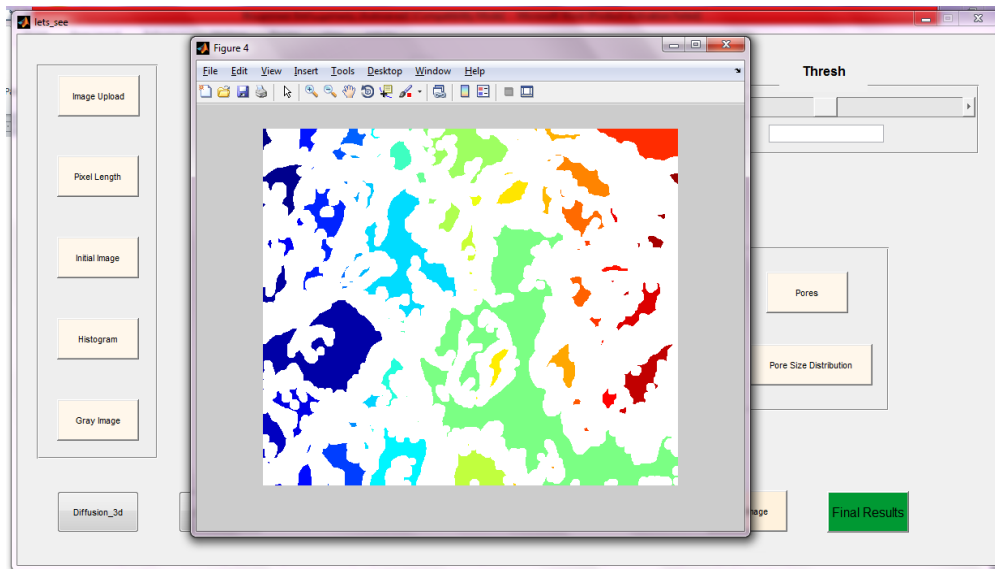 lets_see
Figure 4
File Edit View Insert Tools Desktop Window Help
Thresh
Image Upload
Pixel Length
Initial Image
Histogram
Gray Image
Pores
Pore Size Distribution
Diffusion_3d
Final Results